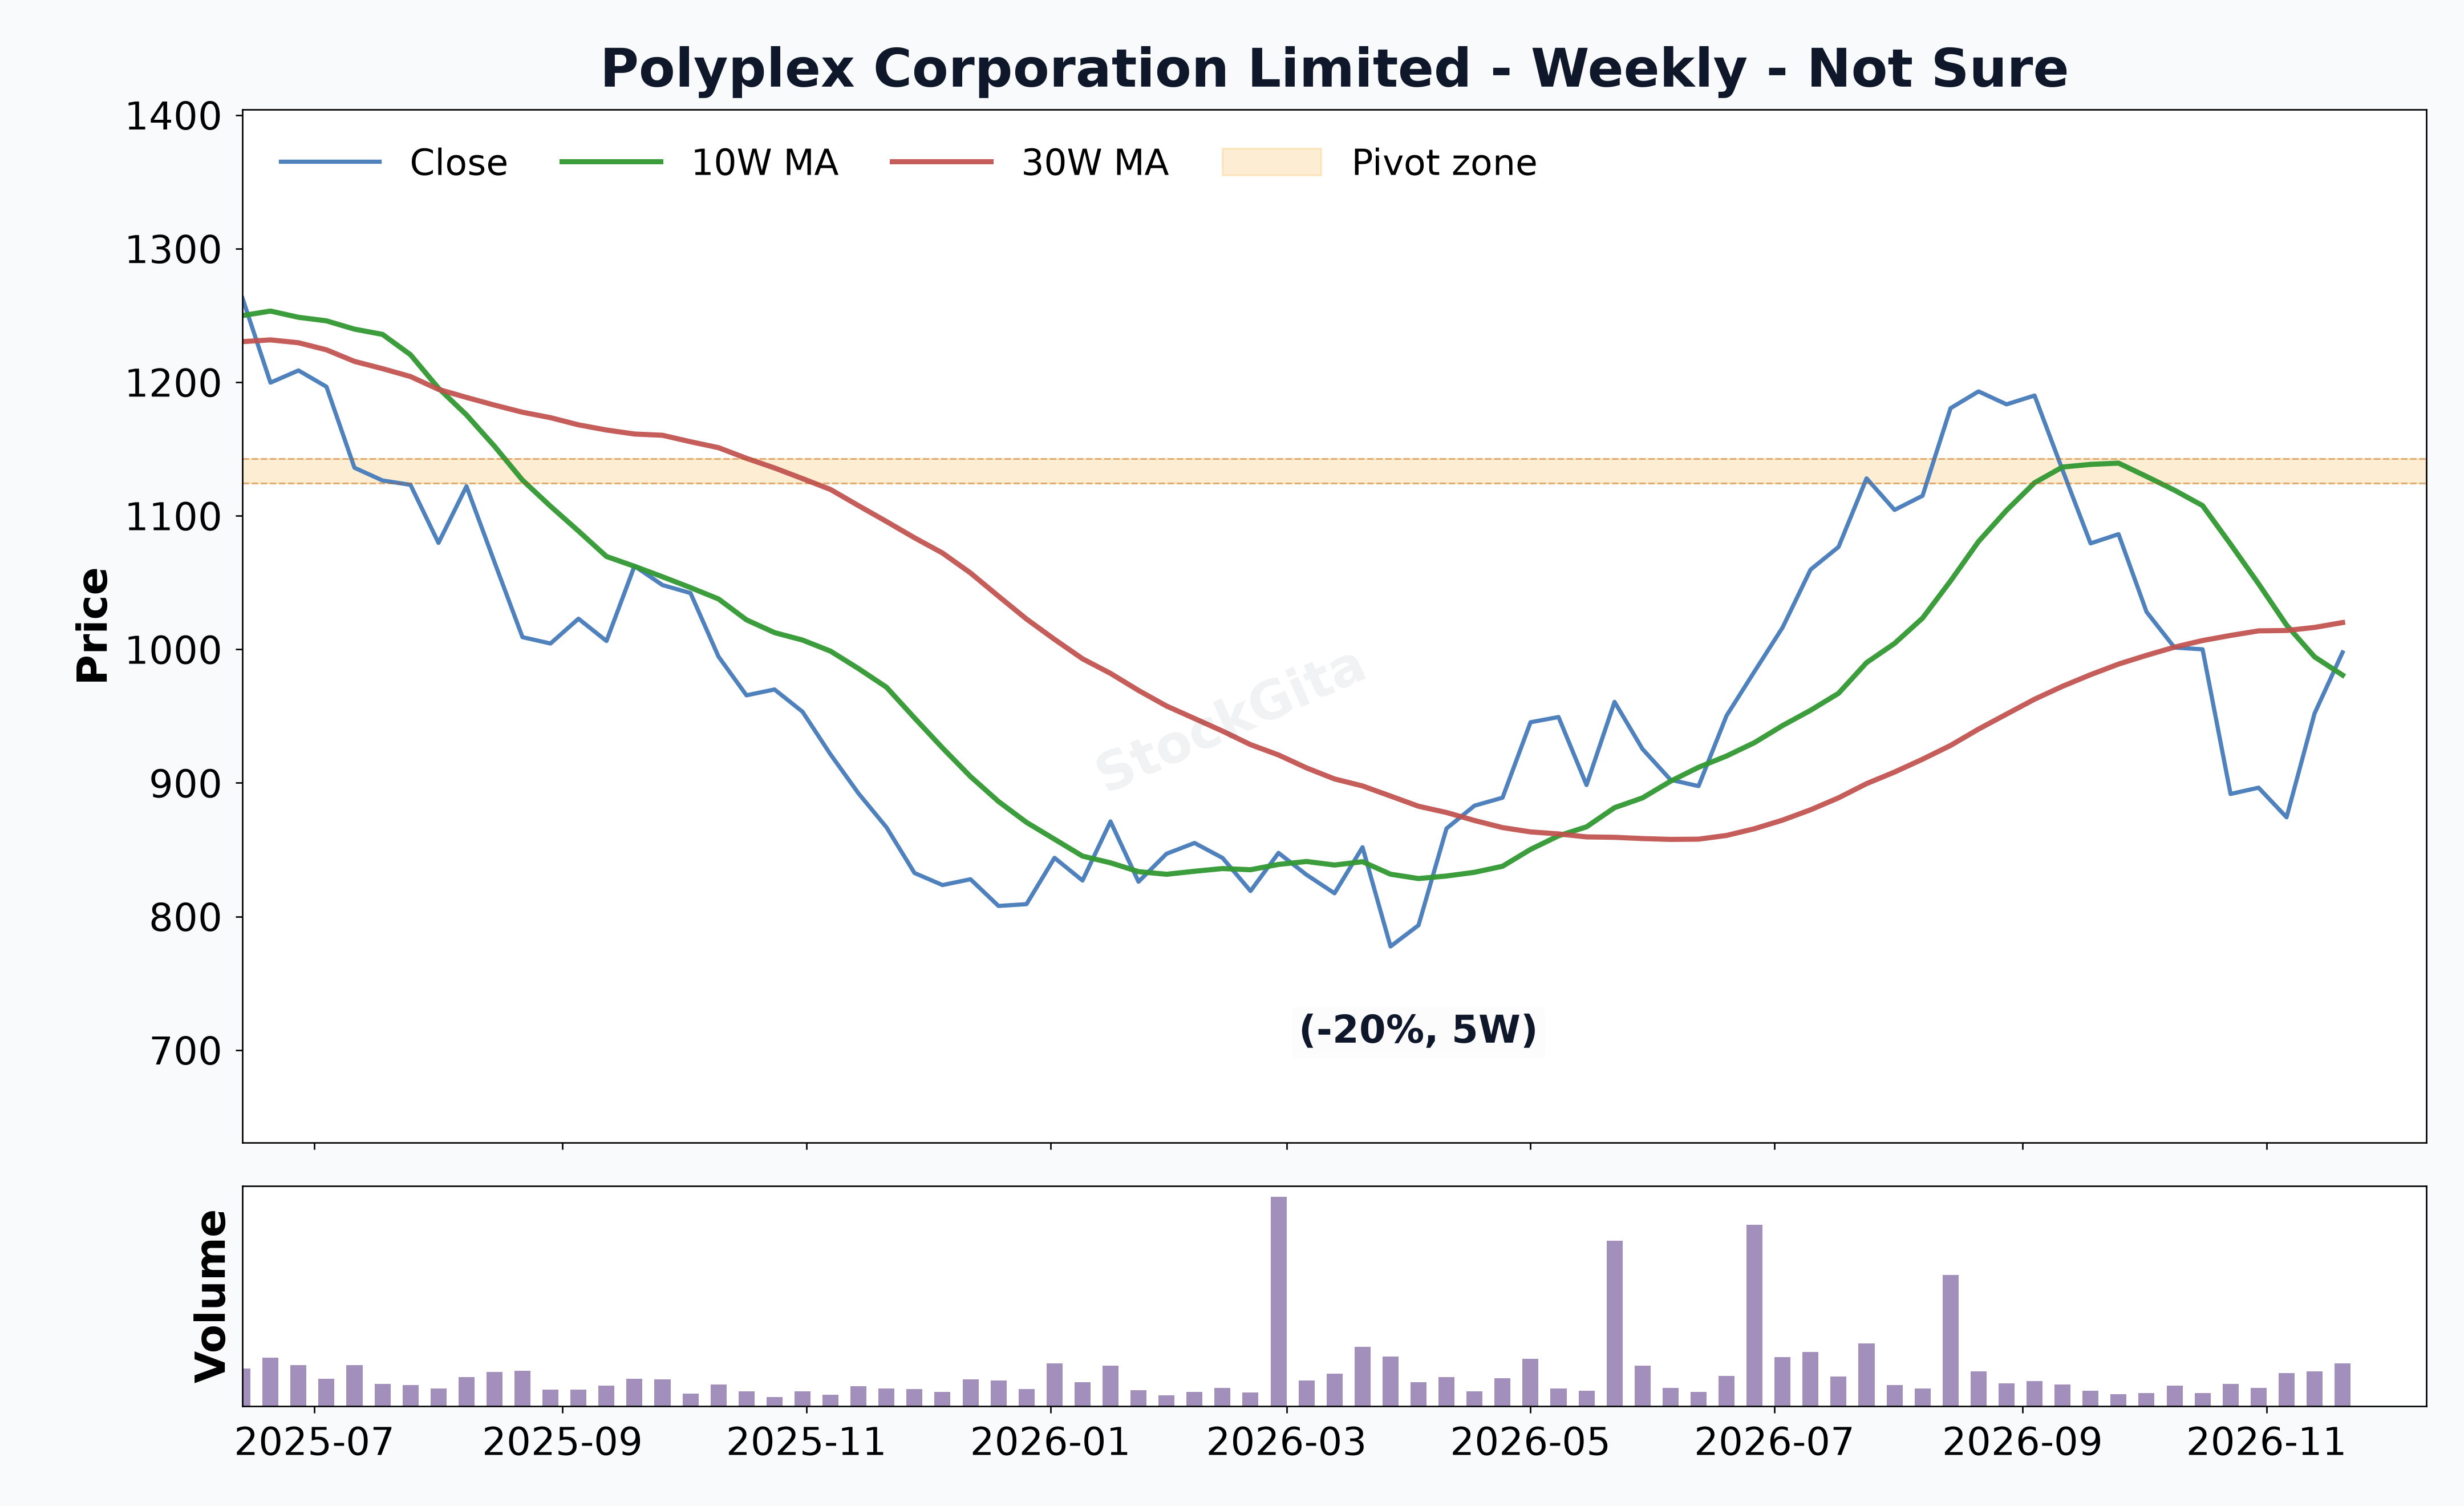 Polyplex Corporation Limited - Weekly - Not Sure
Close 10W MA 30W MA Pivot zone
1400
1300
1200
1100
1000
900
800
700
Price
StockGita
(-20%, 5W)
Volume
2025-07 2025-09 2025-11 2026-01 2026-03 2026-05 2026-07 2026-09 2026-11